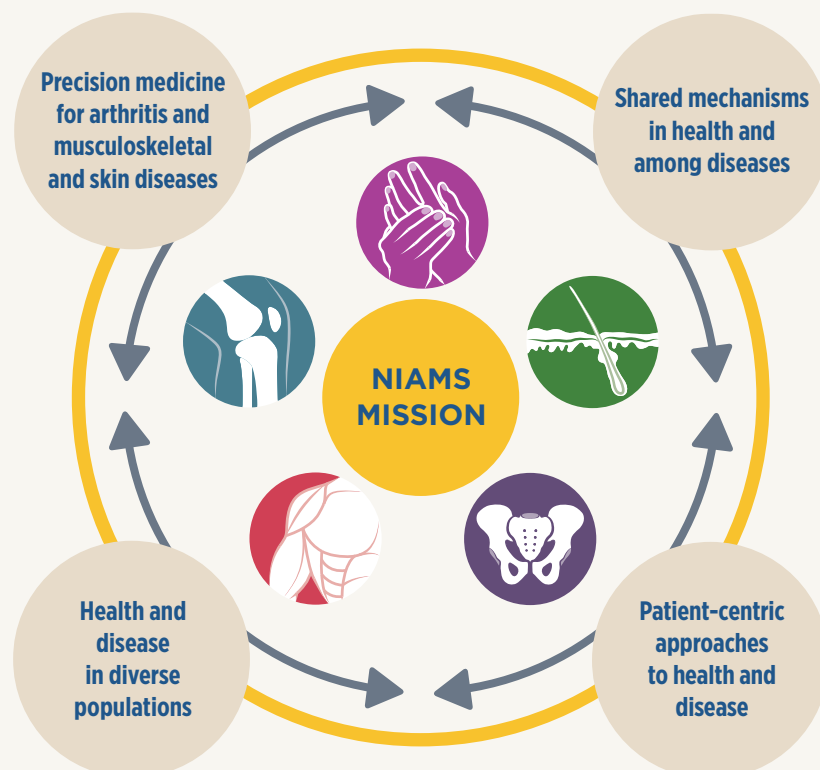 Precision medicine
for arthritis and
musculoskeletal
and skin diseases
Shared mechanisms
in health and
among diseases
NIAMS
MISSION
Health and
disease
in diverse
populations
Patient-centric
approaches
to health and
disease